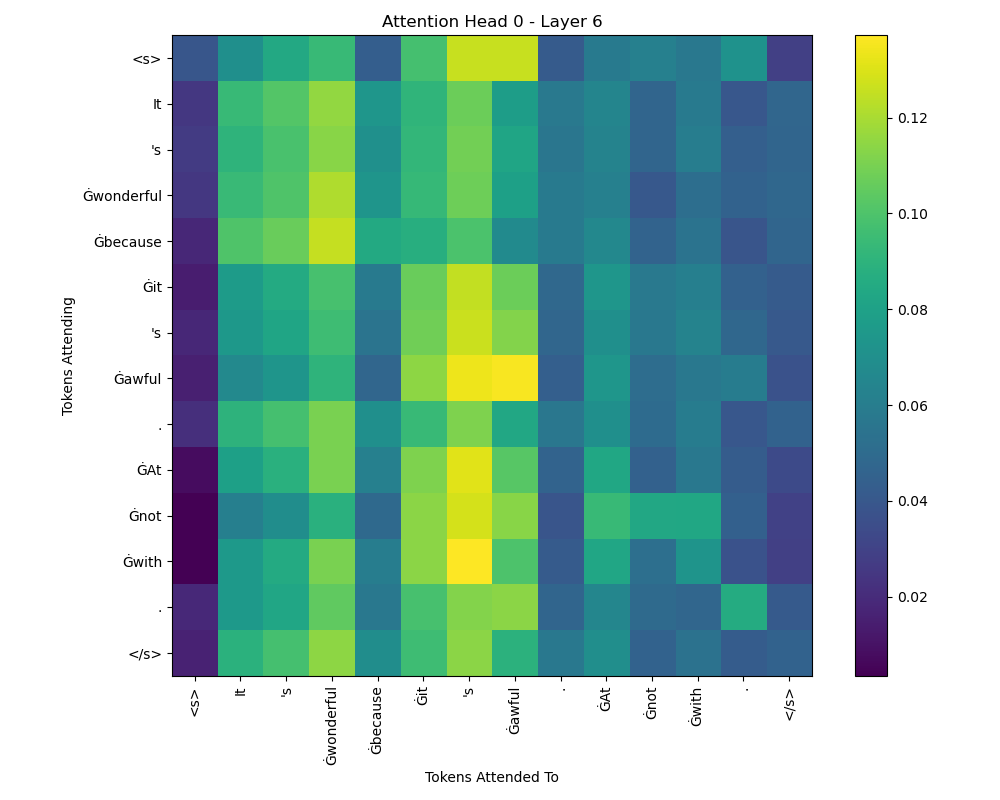 Attention Head 0 - Layer 6
Tokens Attending
<s>
It
's
Ġwonderful
Ġbecause
Ġit
's
Ġawful
.
ĠAt
Ġnot
Ġwith
.
</s>
<s>
It
's
Ġwonderful
Ġbecause
Ġit
's
Ġawful
.
ĠAt
Ġnot
Ġwith
.
</s>
Tokens Attended To
0.12
0.10
0.08
0.06
0.04
0.02